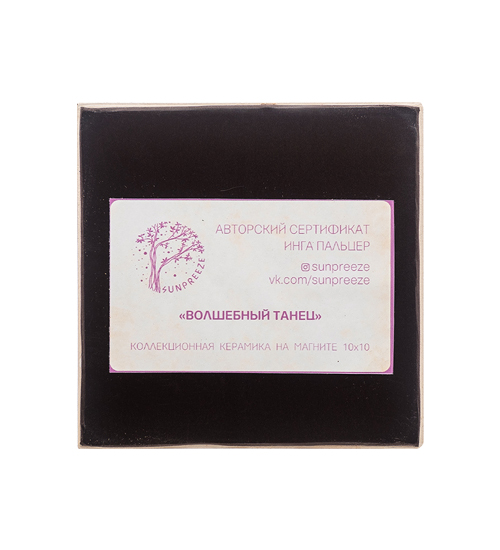 АВТОРСКИЙ СЕРТИФИКАТ
ИНГА ПАЛЬЦЕР
sunpreeze
vk.com/sunpreeze
SUNPREEZE
«ВОЛШЕБНЫЙ ТАНЕЦ»
КОЛЛЕКЦИОННАЯ КЕРАМИКА НА МАГНИТЕ 10х10